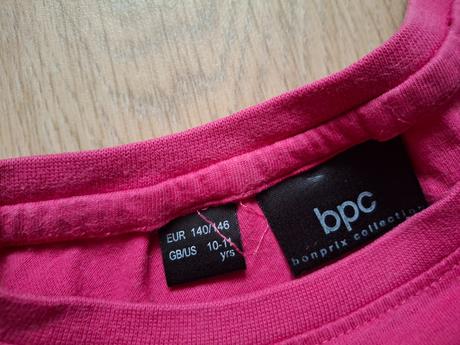 EUR 140/146
GB/US 10-11
yrs
bpc
bonprix collection